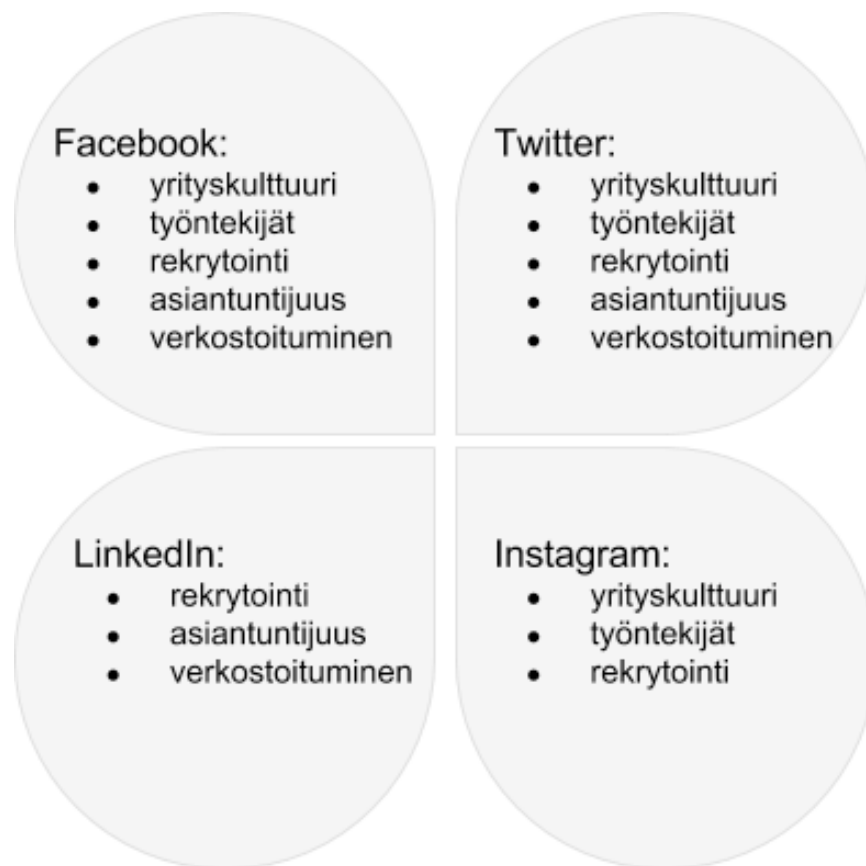 Facebook:
● yrityskulttuuri
● työntekijät
● rekrytointi
● asiantuntijuus
● verkostoituminen
Twitter:
● yrityskulttuuri
● työntekijät
● rekrytointi
● asiantuntijuus
● verkostoituminen
LinkedIn:
● rekrytointi
● asiantuntijuus
● verkostoituminen
Instagram:
● yrityskulttuuri
● työntekijät
● rekrytointi